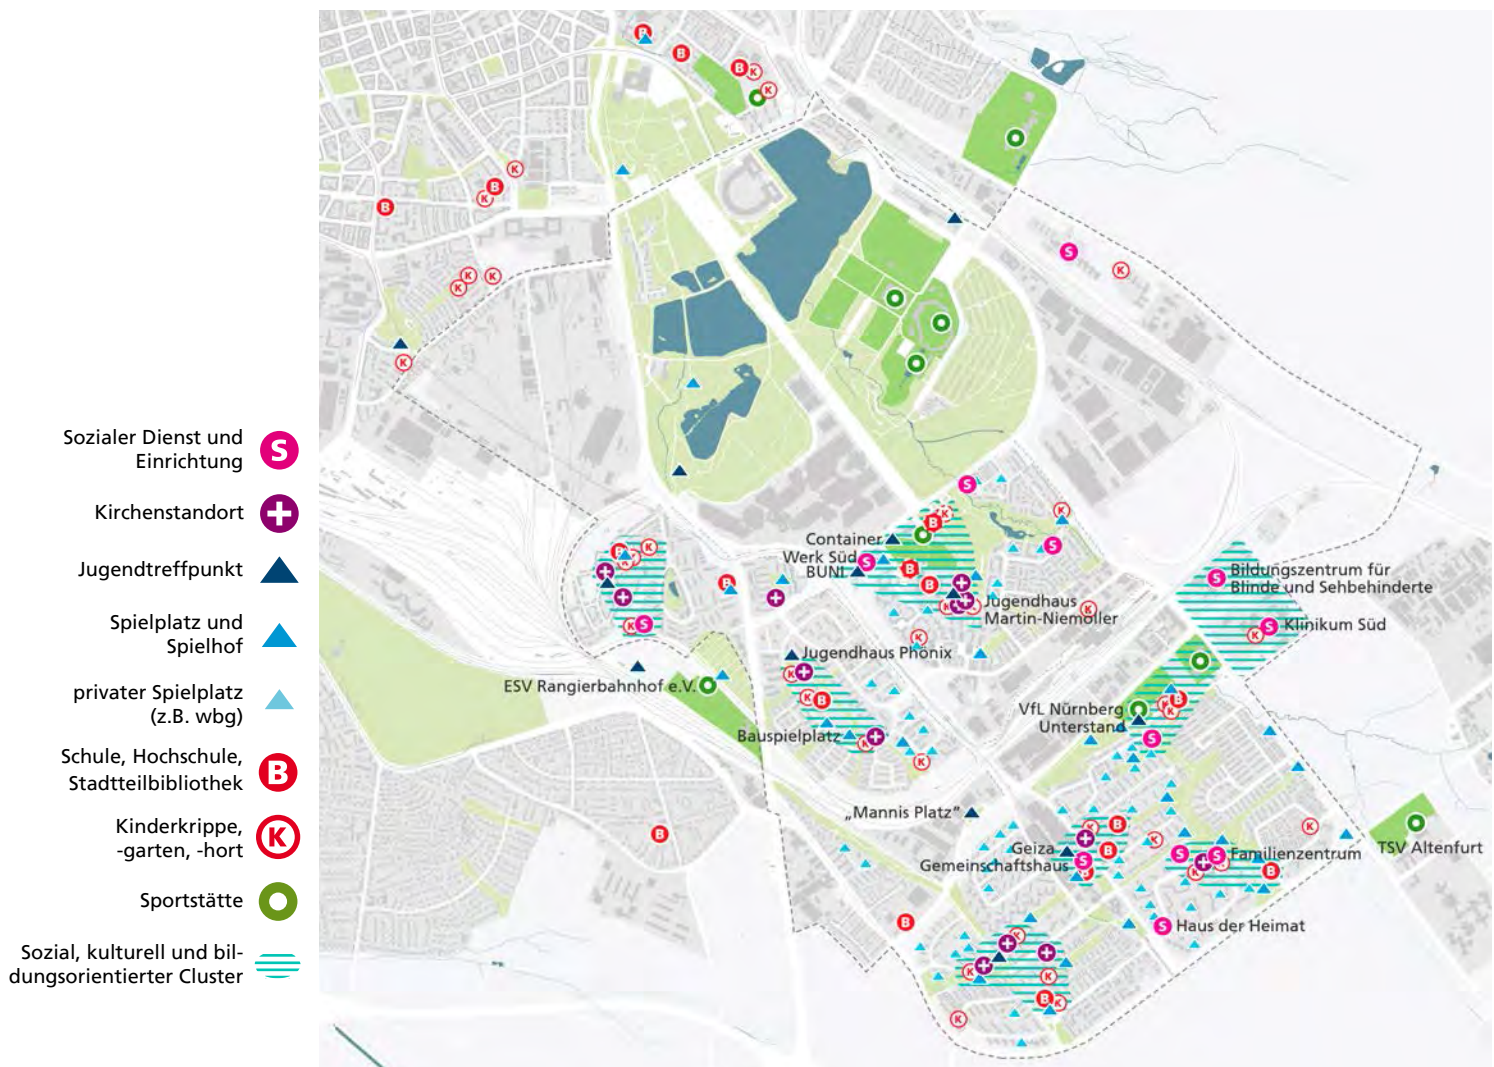 Sozialer Dienst und
Einrichtung
S
Kirchenstandort
Jugendtreffpunkt
Spielplatz und
Spielhof
privater Spielplatz
(z.B. wbg)
Schule, Hochschule,
Stadtteilbibliothek
B
Kinderkrippe,
-garten, -hort
K
Sportstätte
Sozial, kulturell und bil-
dungsorientierter Cluster
Container
Werk Süd
BUNI
Jugendhaus
Martin-Niemöller
Bildungszentrum für
Blinde und Sehbehinderte
Klinikum Süd
Jugendhaus Phönix
ESV Rangierbahnhof e.V.
Bauspielplatz
VfL Nürnberg
Unterstand
„Mannis Platz“
Geiza
Gemeinschaftshaus
Familienzentrum
TSV Altenfurt
Haus der Heimat